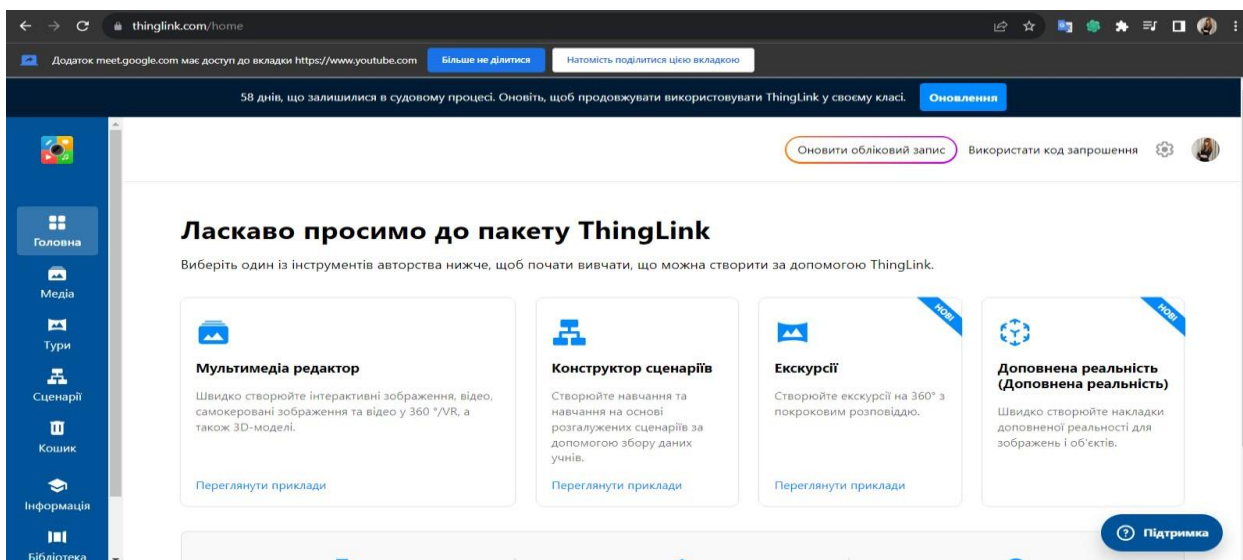 thinglink.com/home
Додаток meet.google.com має доступ до вкладки https://www.youtube.com
Більше не ділитися
Натомість поділитися цією вкладкою
58 днів, що залишилися в судовому процесі. Оновіть, щоб продовжувати використовувати ThingLink у своєму класі.
Оновлення
Оновити обліковий запис
Використати код запрошення
Головна
Медіа
Тури
Сценарії
Кошик
Інформація
Бібліотека
Ласкаво просимо до пакету ThingLink
Виберіть один із інструментів авторства нижче, щоб почати вивчати, що можна створити за допомогою ThingLink.
Мультимедіа редактор
Швидко створюйте інтерактивні зображення, відео,
самокеровані зображення та відео у 360 °/VR, а
також 3D-моделі.
Переглянути приклади
Конструктор сценаріїв
Створюйте навчання та
навчання на основі
розгалужених сценаріїв за
допомогою збору даних
учнів.
Переглянути приклади
НОВІ
Екскурсії
Створюйте екскурсії на 360° з
покроковим розповіддю.
Переглянути приклади
НОВІ
Доповнена реальність
(Доповнена реальність)
Швидко створюйте накладки
доповненої реальності для
зображень і об'єктів.
Підтримка